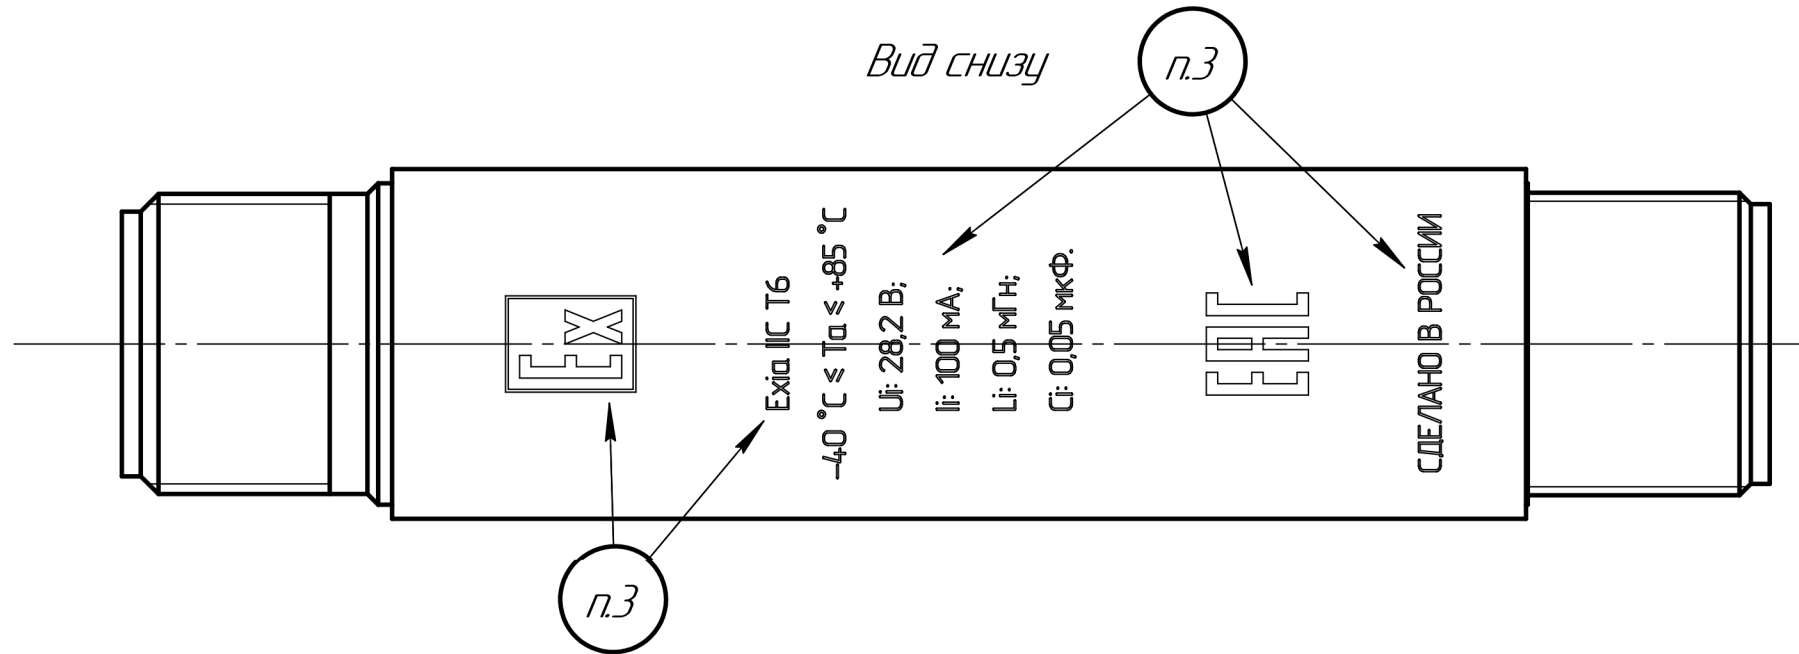 Вид снизу
п.3
Ex
Exia IIC T6
-40 °C ≤ Ta ≤ +85 °C
Ui: 28,2 В;
Ii: 100 мА;
Li: 0,5 мГн;
Ci: 0,05 мкФ.
EAC
СДЕЛАНО В РОССИИ
п.3